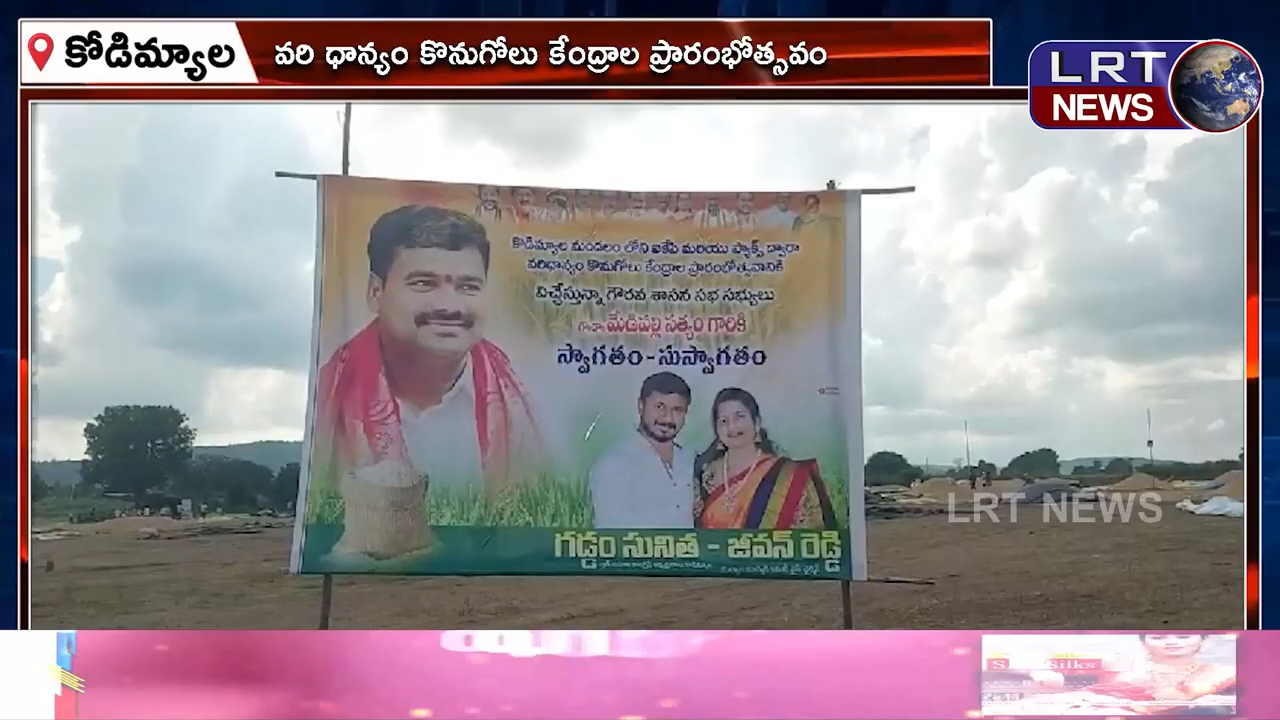 కోడిమ్యాల
వరి ధాన్యం కొనుగోలు కేంద్రాల ప్రారంభోత్సవం
LRT
NEWS
కోడిమ్యాల మండలం లోని ఐకేపి మరియు ప్యాక్స్ ద్వారా
వరిధాన్యం కొనుగోలు కేంద్రాల ప్రారంభోత్సవానికి
విచ్చేస్తున్నా గౌరవ శాసన సభ సభ్యులు
మేడిపల్లి సత్యం గారికి
స్వాగతం - సుస్వాగతం
గడ్డం సునిత - జీవన్ రెడ్డి
LRT NEWS
Silks